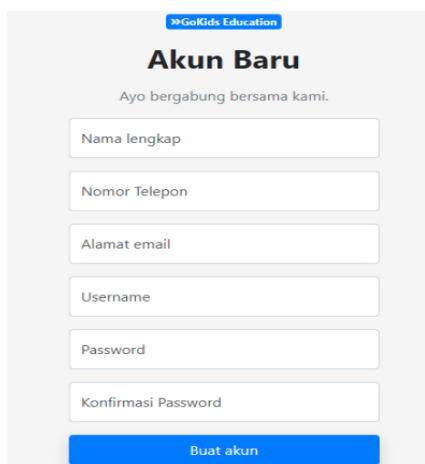 »GoKids Education
Akun Baru
Ayo bergabung bersama kami.
Nama lengkap
Nomor Telepon
Alamat email
Username
Password
Konfirmasi Password
Buat akun